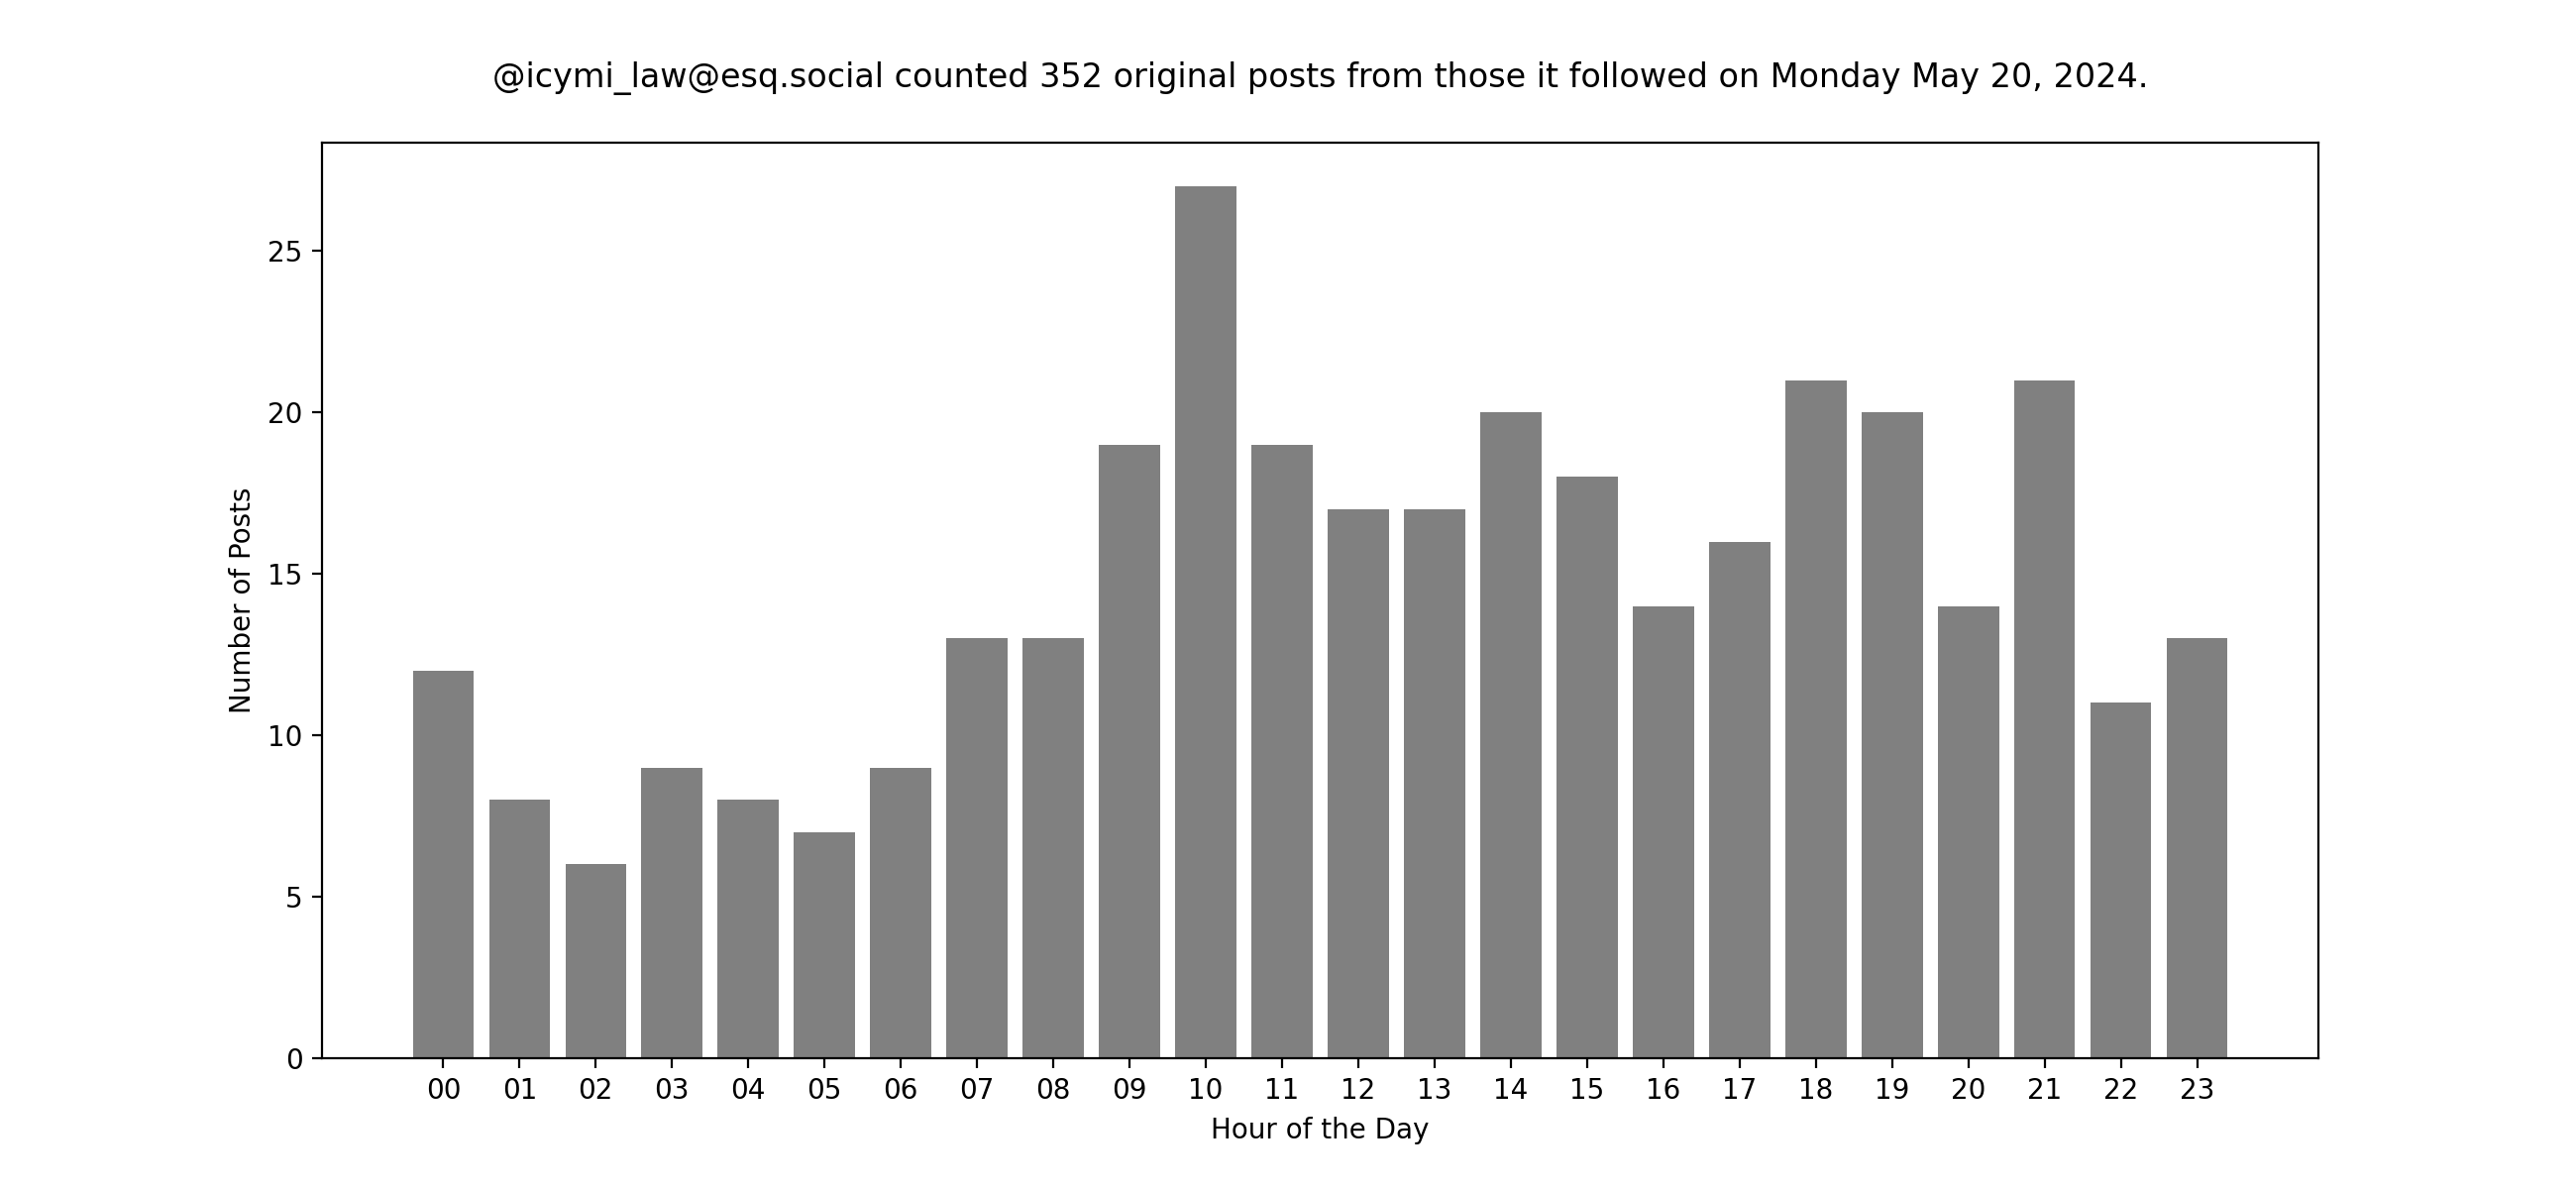 @icymi_law@esq.social counted 352 original posts from those it followed on Monday May 20, 2024.
25
20
15
10
5
0
Number of Posts
00 01 02 03 04 05 06 07 08 09 10 11 12 13 14 15 16 17 18 19 20 21 22 23
Hour of the Day